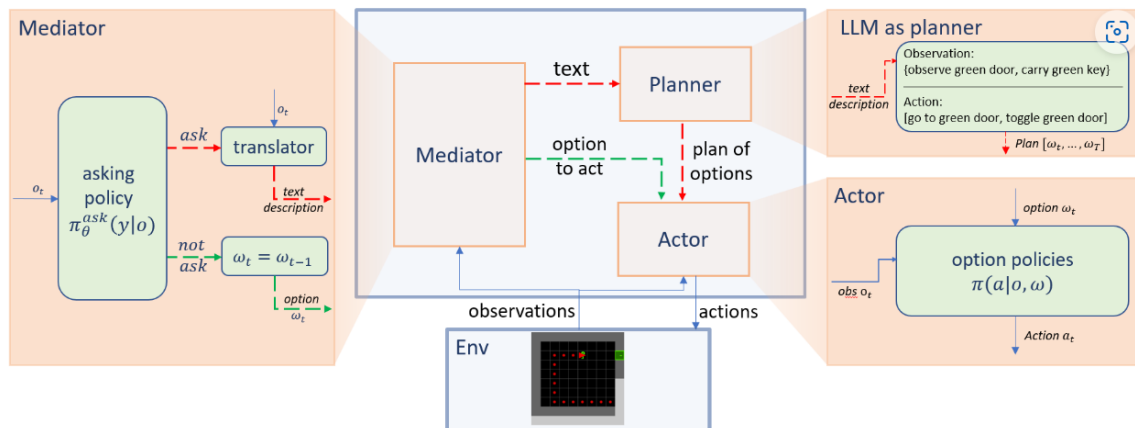 Mediator
o_t
asking
policy
π_θ^ask(y|o)
ask
o_t
translator
text
description
not
ask
ω_t = ω_{t−1}
option
ω_t
Mediator
text
Planner
option
to act
plan of
options
Actor
observations
actions
Env
LLM as planner
text
description
Observation:
{observe green door, carry green key}
Action:
[go to green door, toggle green door}
Plan [ω_t, ..., ω_T]
Actor
option ω_t
obs o_t
option policies
π(a|o, ω)
Action a_t